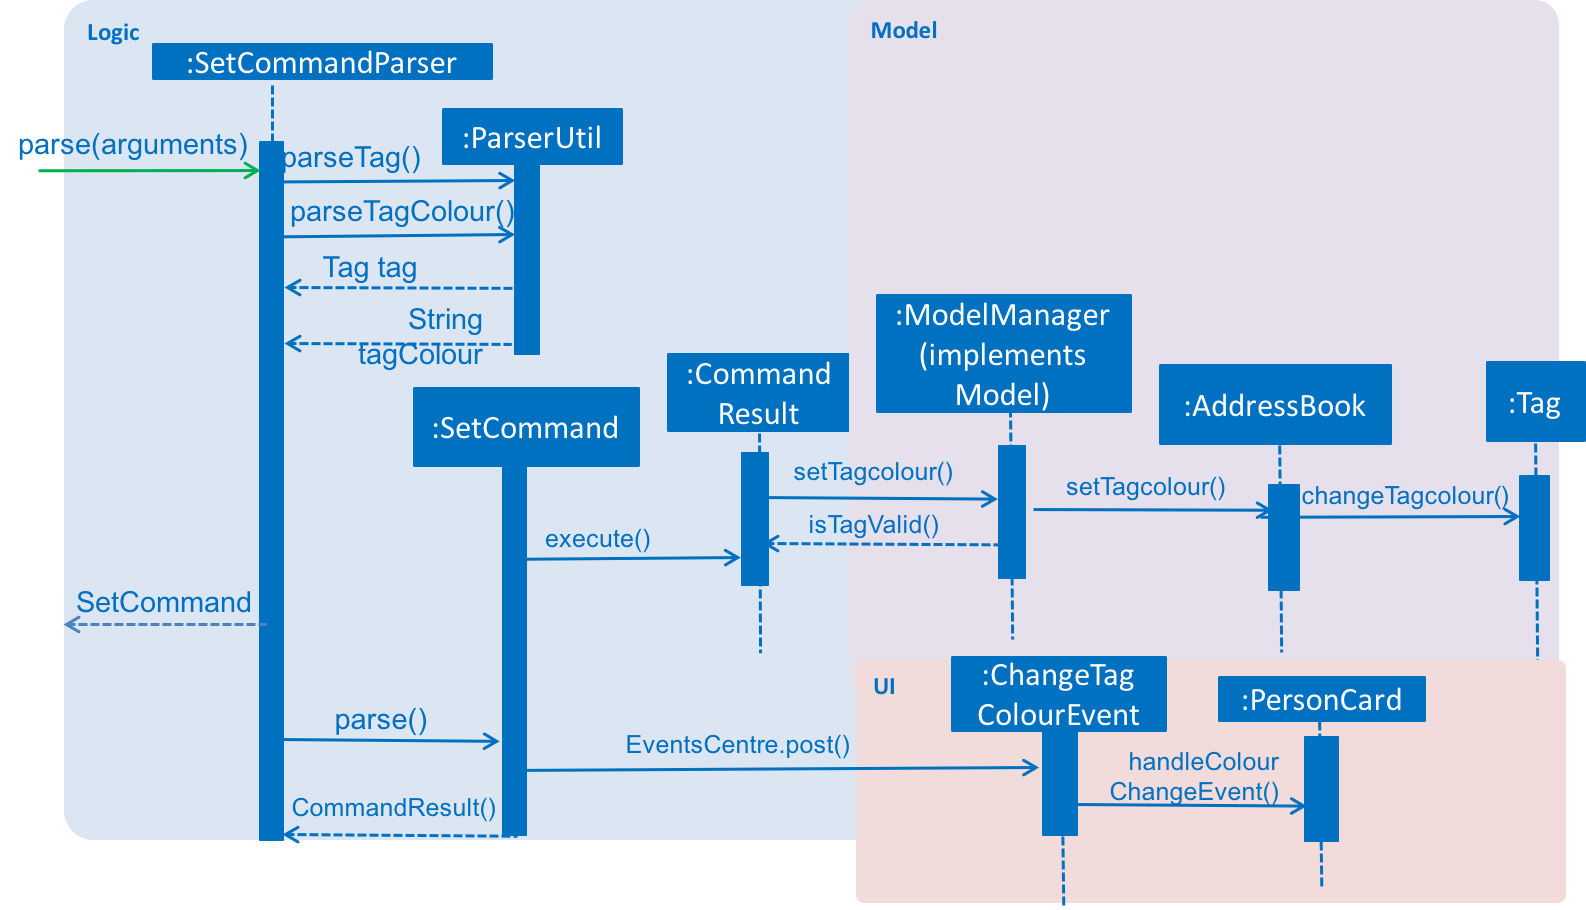 Logic
Model
:SetCommandParser
:ParserUtil
parse(arguments)
parseTag()
parseTagColour()
Tag tag
String
tagColour
:ModelManager
(implements
Model)
:Command
Result
:SetCommand
:AddressBook
:Tag
setTagcolour()
setTagcolour()
changeTagcolour()
isTagValid()
execute()
SetCommand
UI
:ChangeTag
ColourEvent
:PersonCard
parse()
EventsCentre.post()
handleColour
ChangeEvent()
CommandResult()